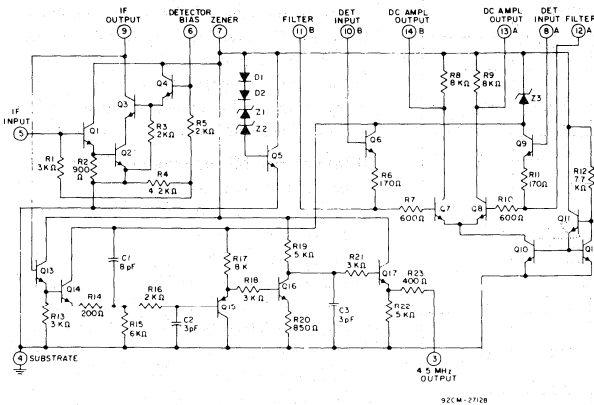 IF OUTPUT 9
DETECTOR BIAS 6
ZENER 7
FILTER 11 B
DET INPUT 10 B
DC AMPL OUTPUT 14 B
DC AMPL OUTPUT 13 A
DET INPUT 8 A
FILTER 12 A
Q4
D1
D2
Z1
Z2
Q3
R8 8KΩ
R9 8KΩ
Z3
IF INPUT 5
Q1
R3 2KΩ
R5 2KΩ
Q2
Q5
Q6
Q9
R1 3KΩ
R2 900 Ω
R4 4.2KΩ
R6 170Ω
R11 170Ω
R12 7.7 KΩ
R7 600Ω
Q7
Q8
R10 600Ω
Q11
Q10
Q1
Q13
Q14
C1 8pF
R17 8K
R19 5KΩ
R21 3KΩ
Q17
R23 400Ω
R16 2KΩ
R18 3KΩ
Q16
R14 200Ω
R13 3KΩ
R15 6KΩ
C2 3pF
Q15
R20 850Ω
C3 3pF
R22 5KΩ
4 SUBSTRATE
3
4.5 MHz OUTPUT
92CM-27128